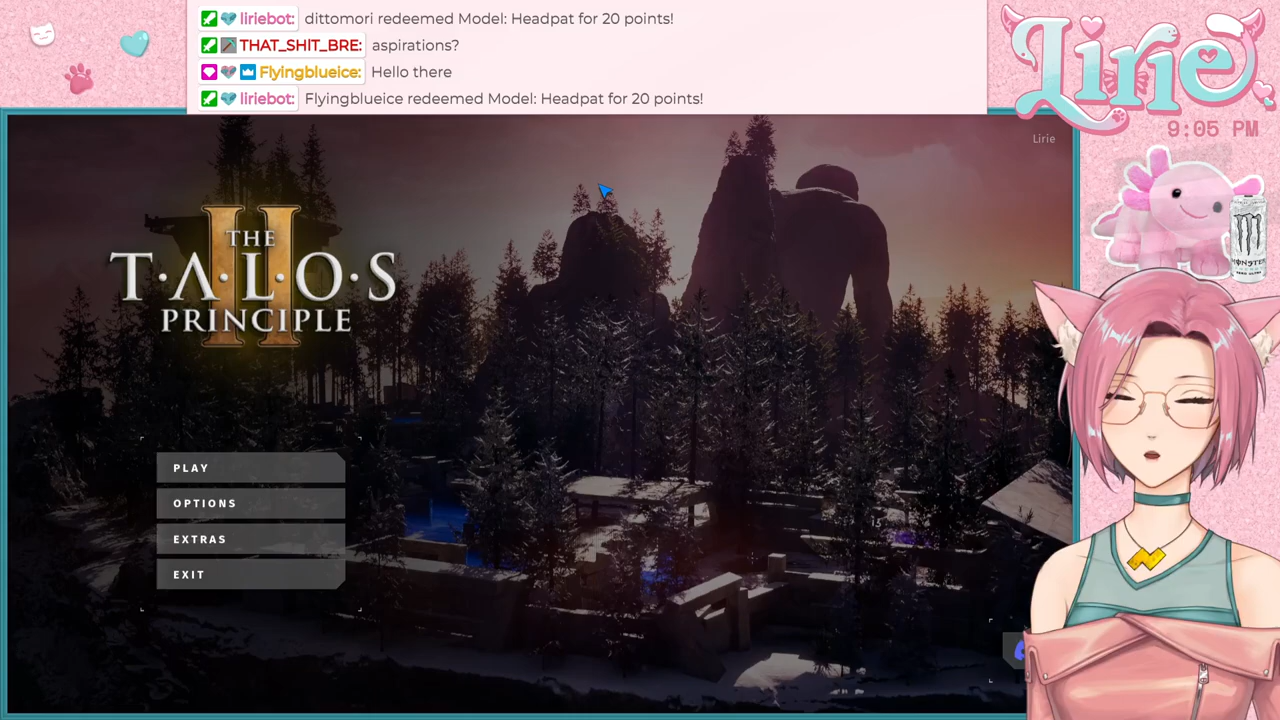 liriebot: dittomori redeemed Model: Headpat for 20 points!
THAT_SHIT_BRE: aspirations?
Flyingblueice: Hello there
liriebot: Flyingblueice redeemed Model: Headpat for 20 points!
Lirie
9:05 PM
Lirie
II
THE
T·A·L·O·S
PRINCIPLE
PLAY
OPTIONS
EXTRAS
EXIT
MONSTER